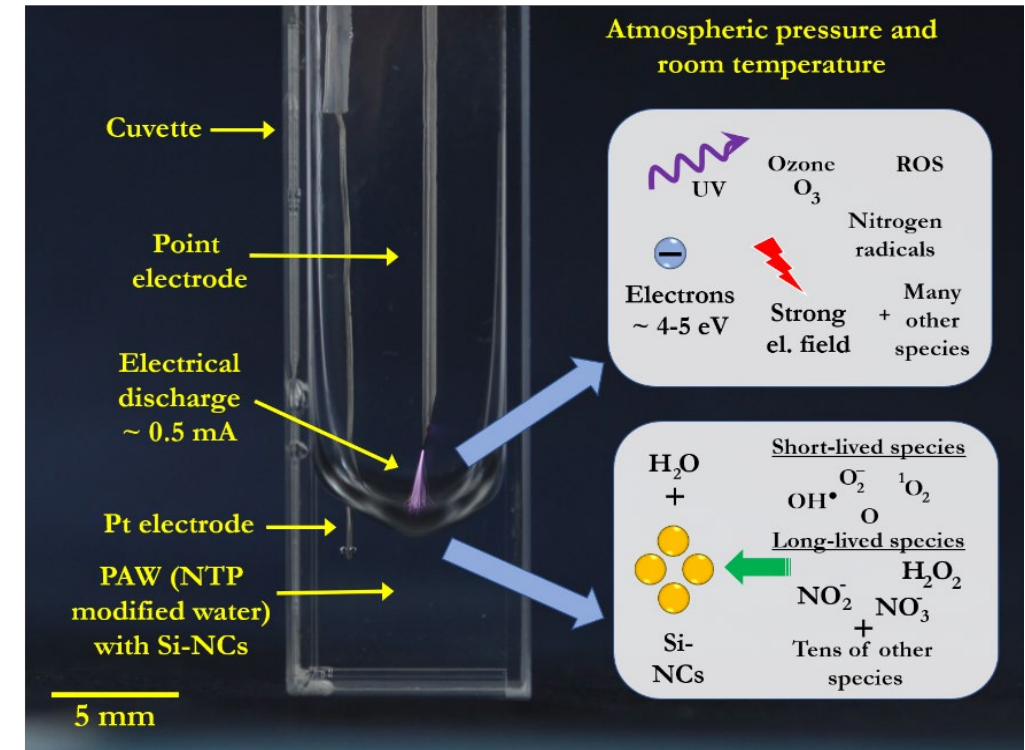 Atmospheric pressure and
room temperature
Cuvette
Point
electrode
Electrical
discharge
~ 0.5 mA
Pt electrode
PAW (NTP
modified water)
with Si-NCs
5 mm
UV
Ozone
O3
ROS
Nitrogen
radicals
Electrons
~ 4-5 eV
Strong
el. field
+
Many
other
species
H2O
+
Si-
NCs
Short-lived species
OH•
O2-
1O2
O
Long-lived species
H2O2
NO2-
NO3-
+
Tens of other
species